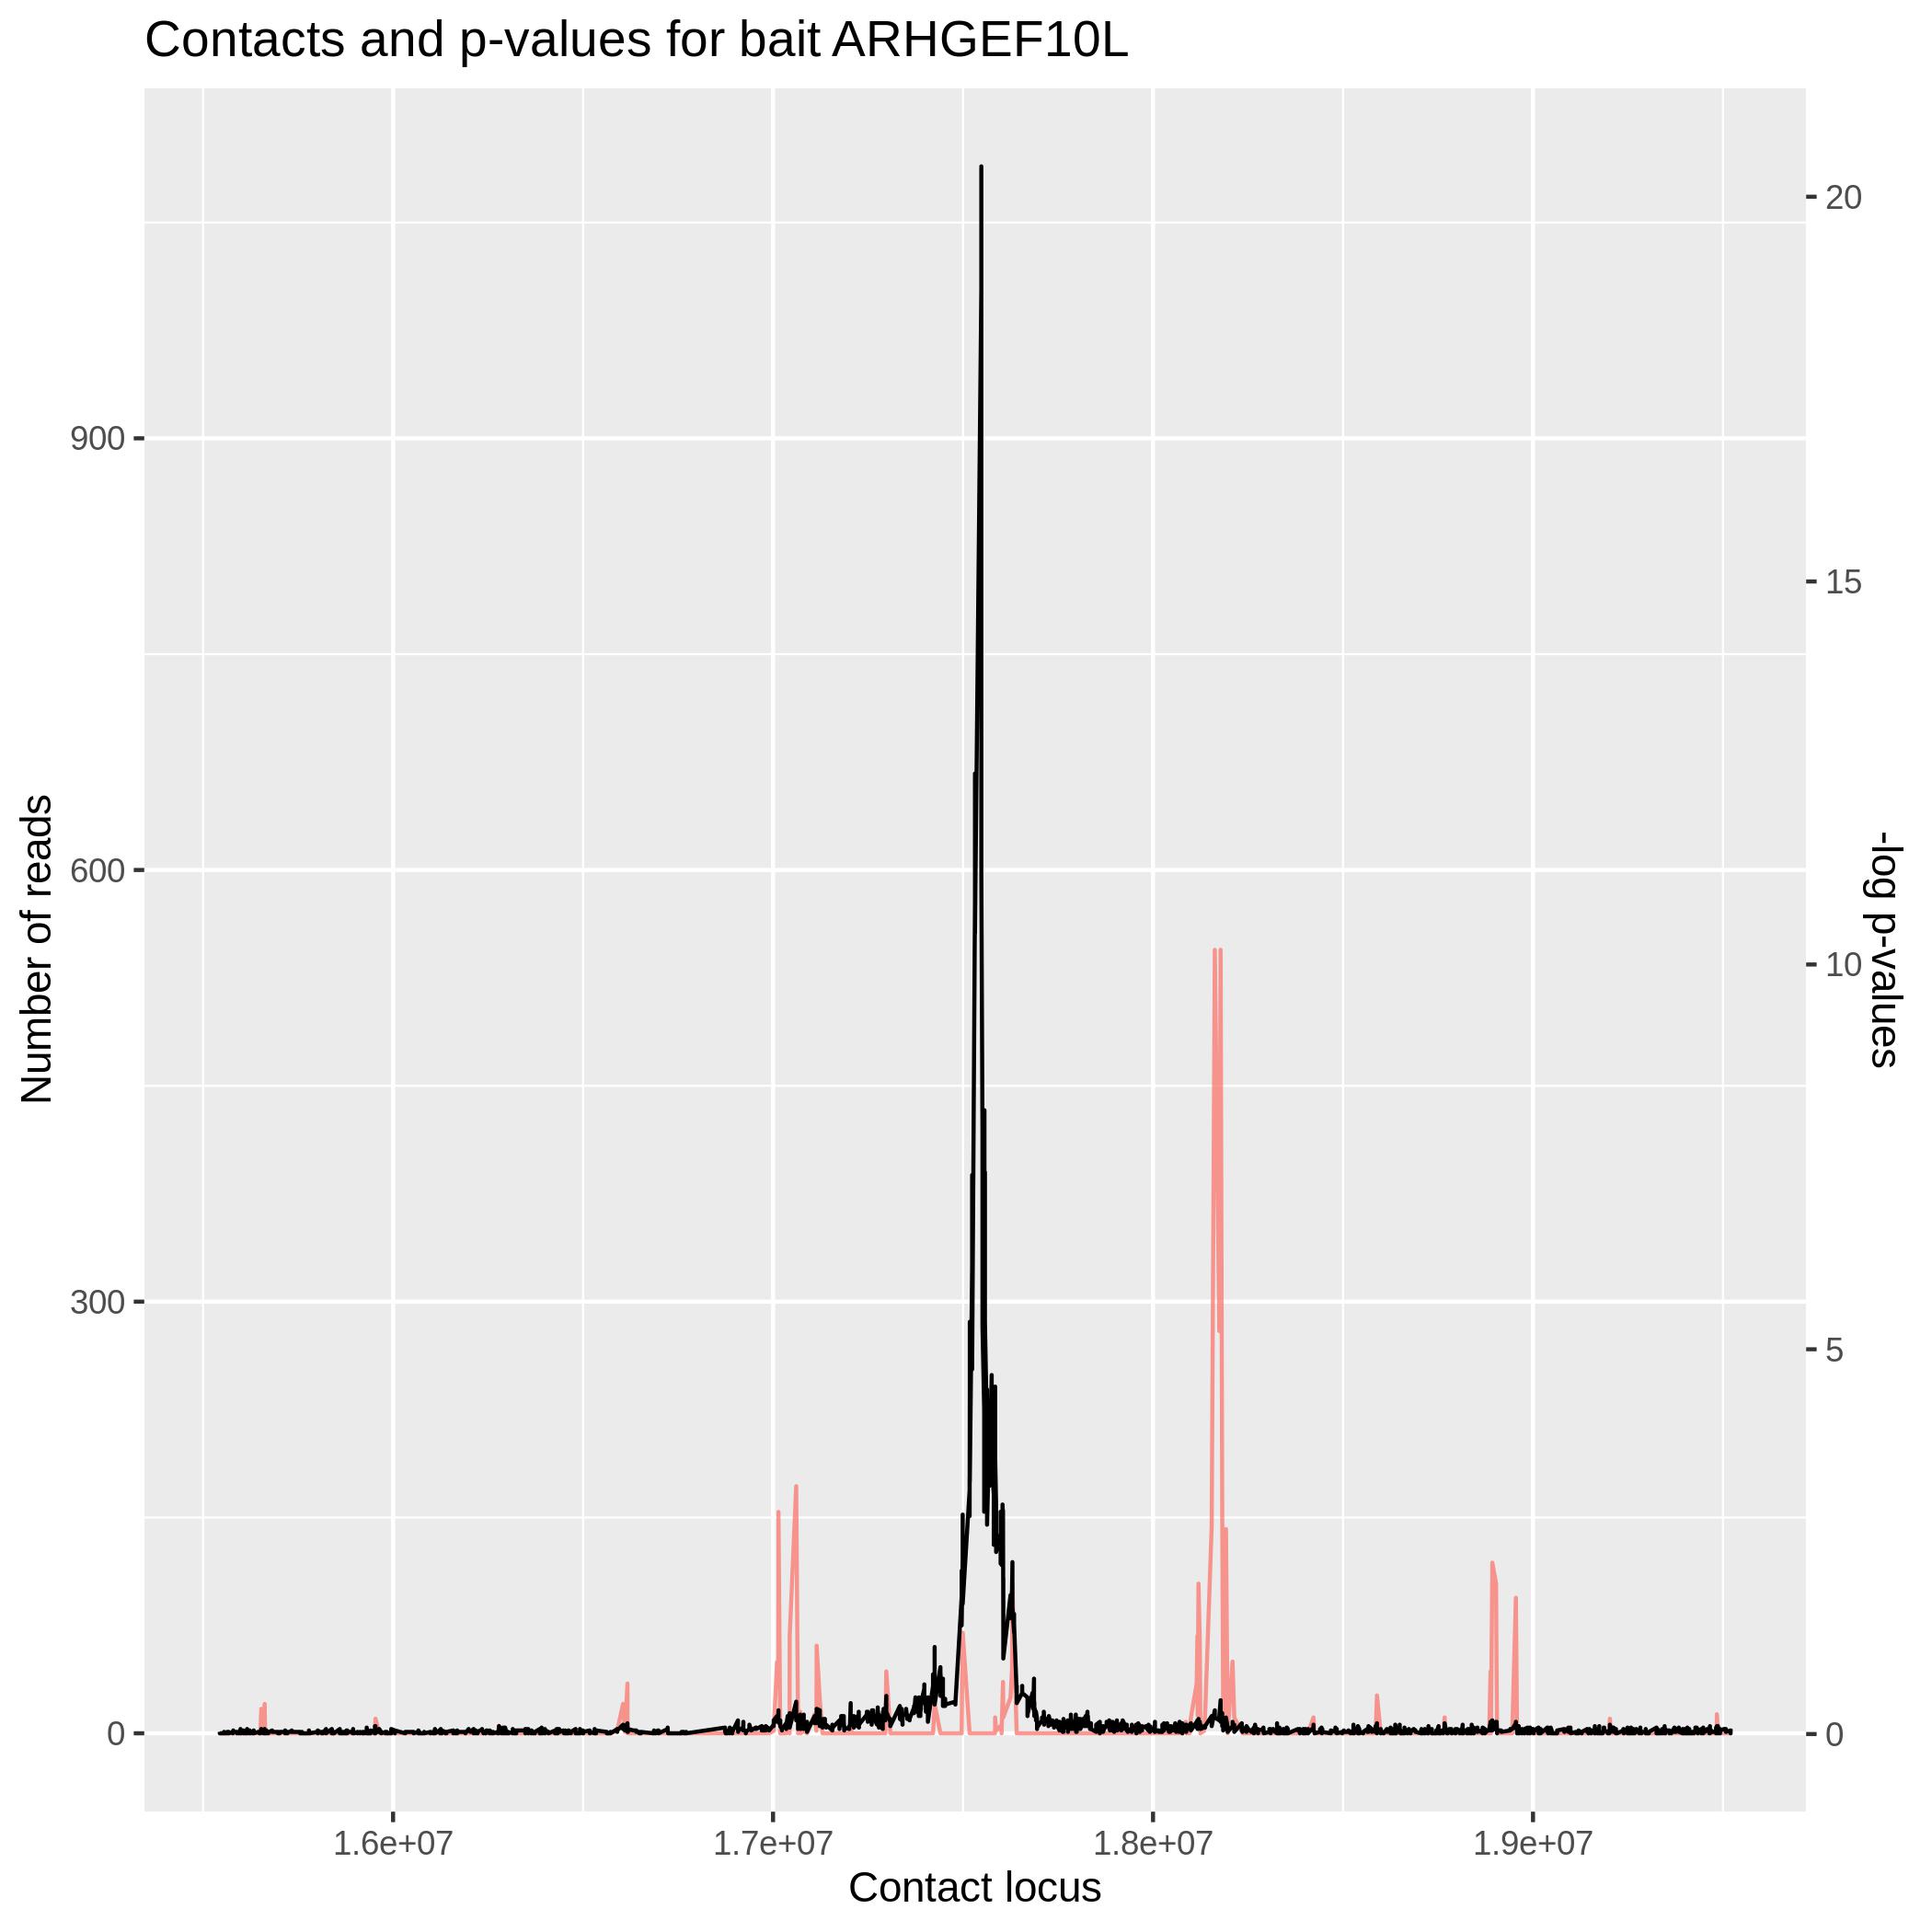 Contacts and p-values for bait ARHGEF10L
20
900
15
Number of reads
600
-log p-values
10
300
5
0
0
1.6e+07
1.7e+07
1.8e+07
1.9e+07
Contact locus